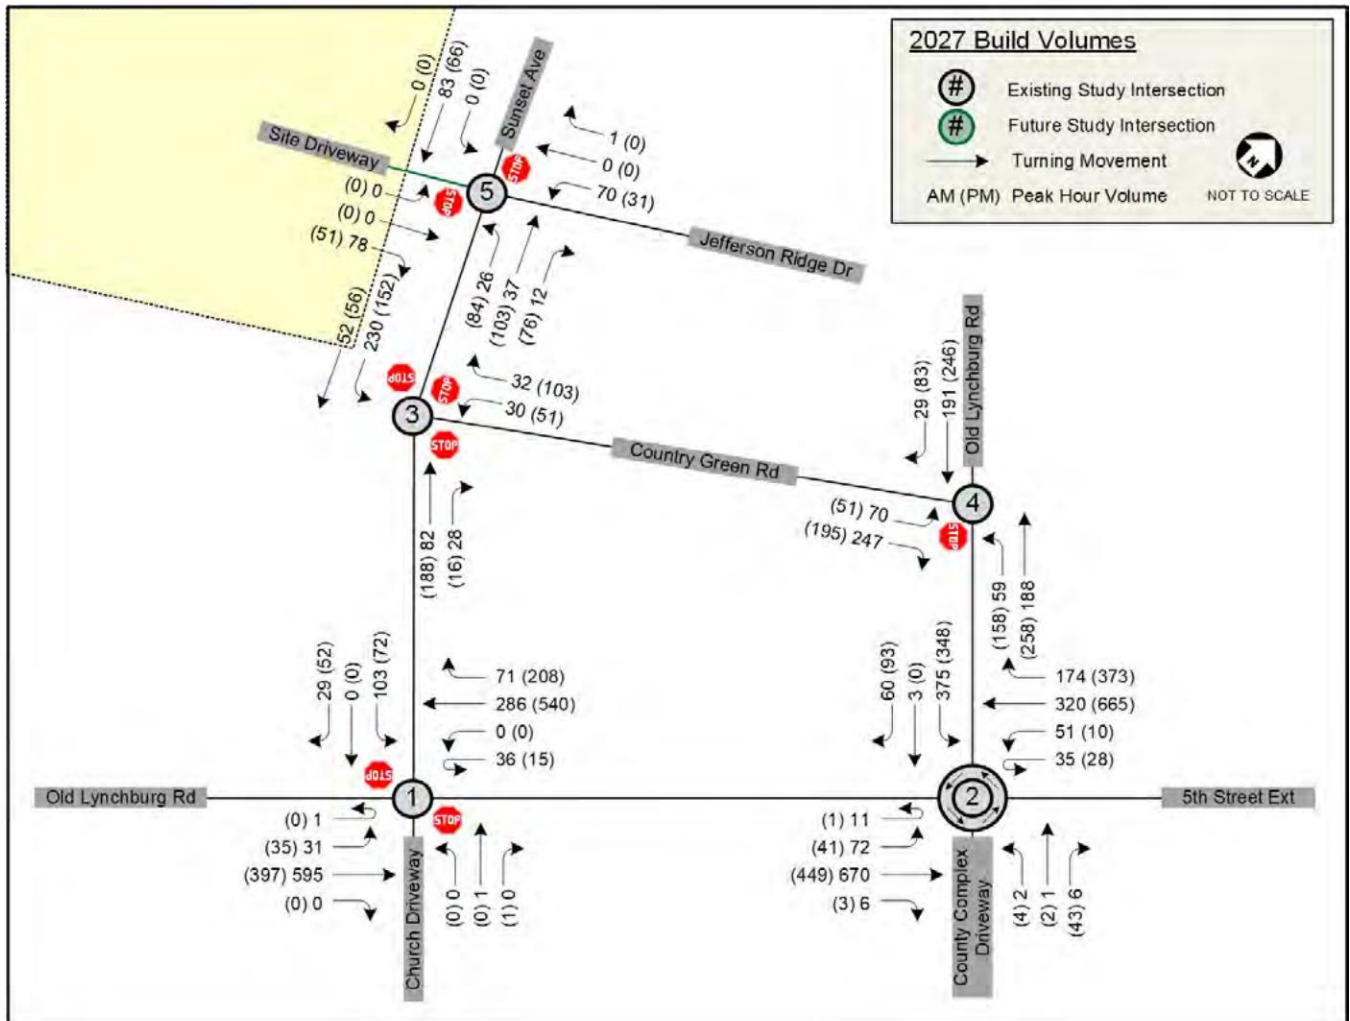 2027 Build Volumes
# Existing Study Intersection
# Future Study Intersection
Turning Movement
AM (PM) Peak Hour Volume
N
NOT TO SCALE
0 (0)
83 (66)
0 (0)
Sunset Ave
1 (0)
0 (0)
70 (31)
Site Driveway
STOP
5
STOP
(0) 0
(0) 0
(51) 78
Jefferson Ridge Dr
(84) 26
(103) 37
(76) 12
52 (56)
230 (152)
STOP
STOP
3
STOP
32 (103)
30 (51)
Country Green Rd
(188) 82
(16) 28
29 (83)
191 (246)
Old Lynchburg Rd
4
STOP
(51) 70
(195) 247
(158) 59
(258) 188
29 (52)
0 (0)
103 (72)
71 (208)
286 (540)
0 (0)
36 (15)
60 (93)
3 (0)
375 (348)
174 (373)
320 (665)
51 (10)
35 (28)
Old Lynchburg Rd
STOP
1
STOP
2
5th Street Ext
(0) 1
(35) 31
(397) 595
(0) 0
Church Driveway
(0) 0
(0) 1
(1) 0
(1) 11
(41) 72
(449) 670
(3) 6
County Complex
Driveway
(4) 2
(2) 1
(43) 6